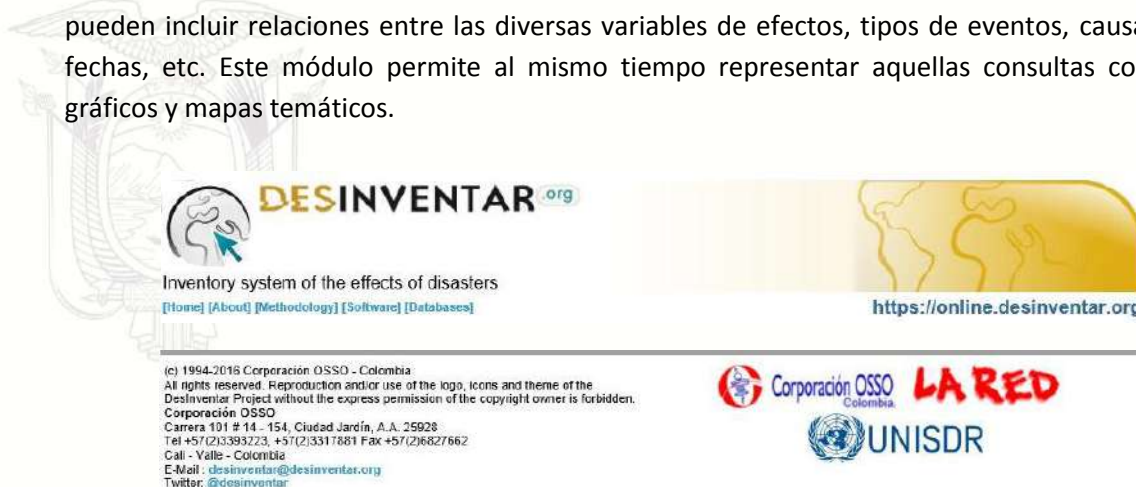 pueden incluir relaciones entre las diversas variables de efectos, tipos de eventos, causa
fechas, etc. Este módulo permite al mismo tiempo representar aquellas consultas co
gráficos y mapas temáticos.
DESINVENTAR .org
Inventory system of the effects of disasters
[Home] [About] [Methodology] [Software] [Databases]
https://online.desinventar.org
(c) 1994-2016 Corporación OSSO - Colombia
All rights reserved. Reproduction and/or use of the logo, icons and theme of the
DesInventar Project without the express permission of the copyright owner is forbidden.
Corporación OSSO
Carrera 101 # 14 - 154, Ciudad Jardín, A.A. 25928
Tel +57(2)3393223, +57(2)3317881 Fax +57(2)6827662
Cali - Valle - Colombia
E-Mail : desinventar@desinventar.org
Twitter: @desinventar
Corporación OSSO
Colombia.
LA RED
UNISDR